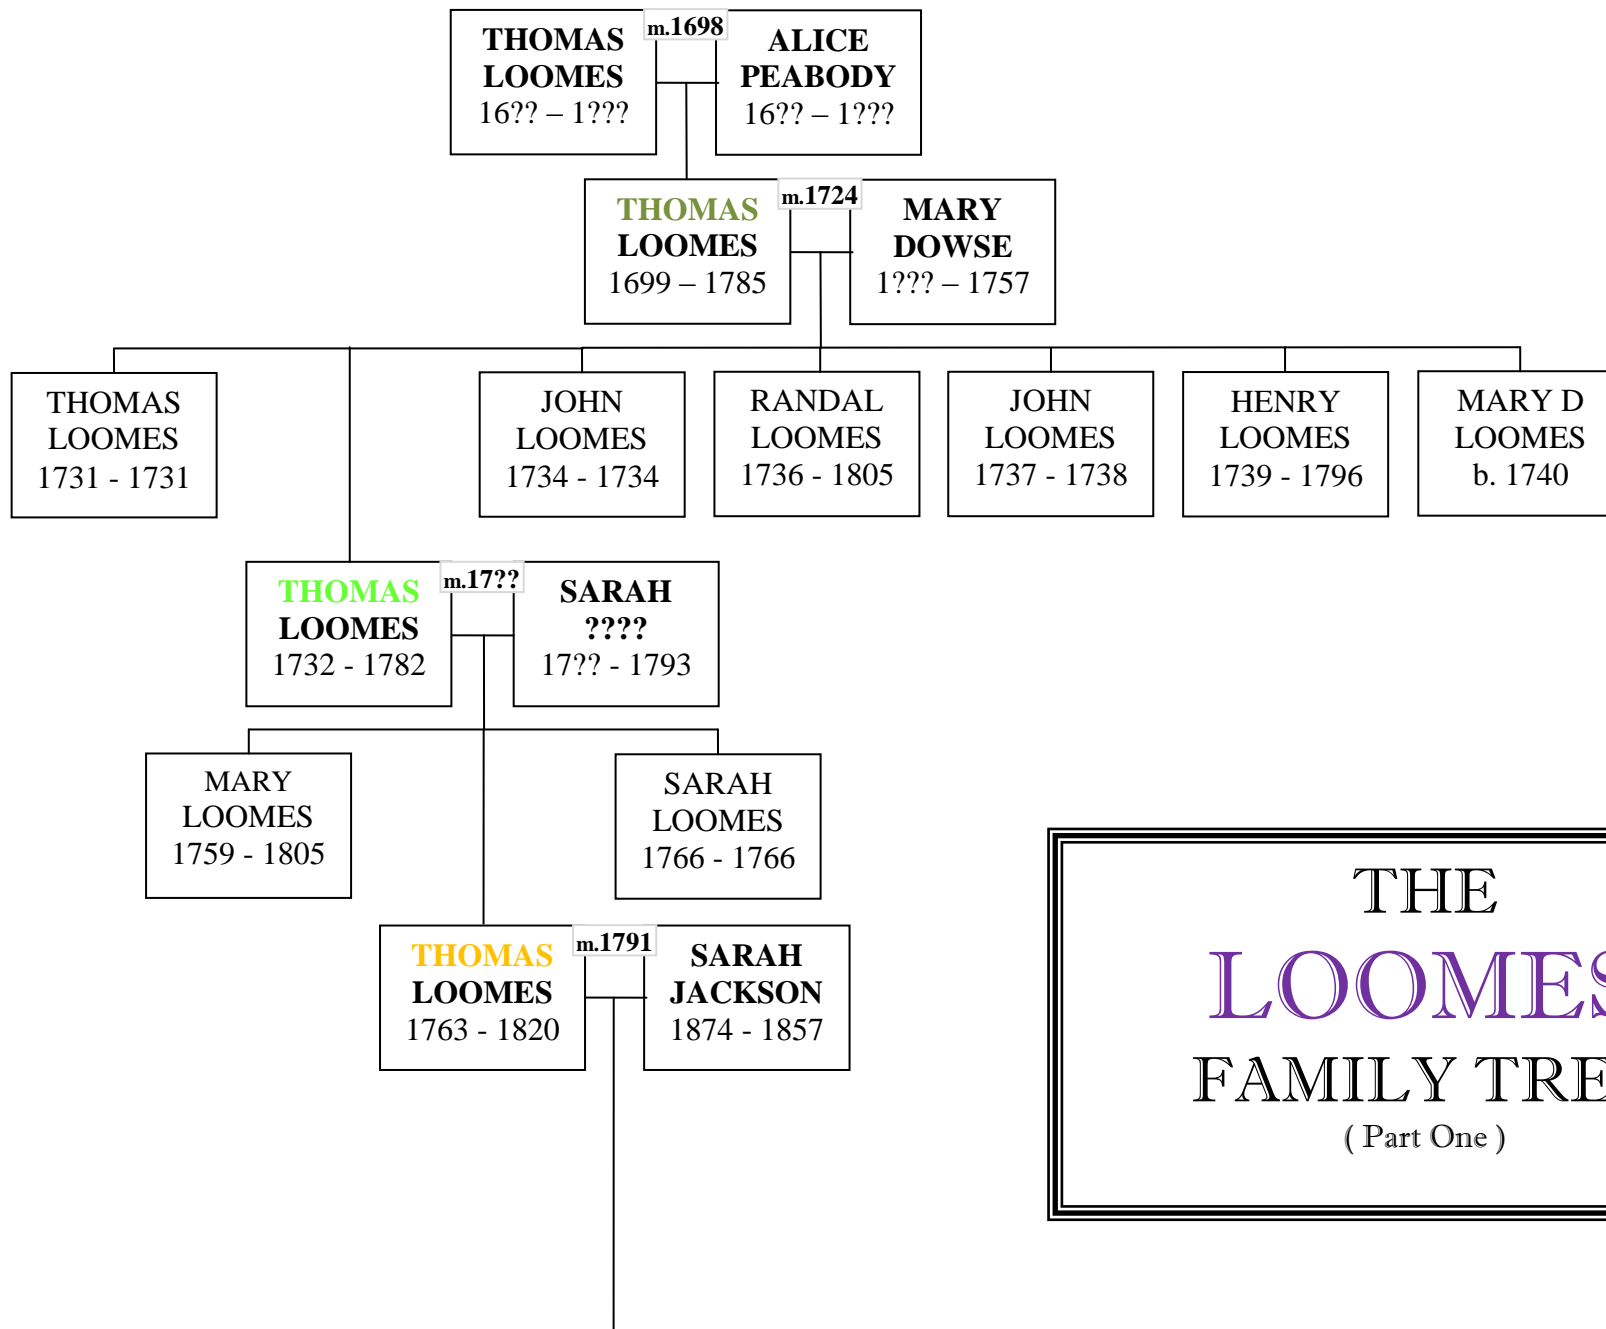 m.1698
THOMAS
LOOMES
16?? – 1???
ALICE
PEABODY
16?? – 1???
m.1724
THOMAS
LOOMES
1699 – 1785
MARY
DOWSE
1??? – 1757
THOMAS
LOOMES
1731 - 1731
JOHN
LOOMES
1734 - 1734
RANDAL
LOOMES
1736 - 1805
JOHN
LOOMES
1737 - 1738
HENRY
LOOMES
1739 - 1796
MARY D
LOOMES
b. 1740
m.17??
THOMAS
LOOMES
1732 - 1782
SARAH
????
17?? - 1793
MARY
LOOMES
1759 - 1805
SARAH
LOOMES
1766 - 1766
m.1791
THOMAS
LOOMES
1763 - 1820
SARAH
JACKSON
1874 - 1857
THE
LOOMES
FAMILY TRE
( Part One )